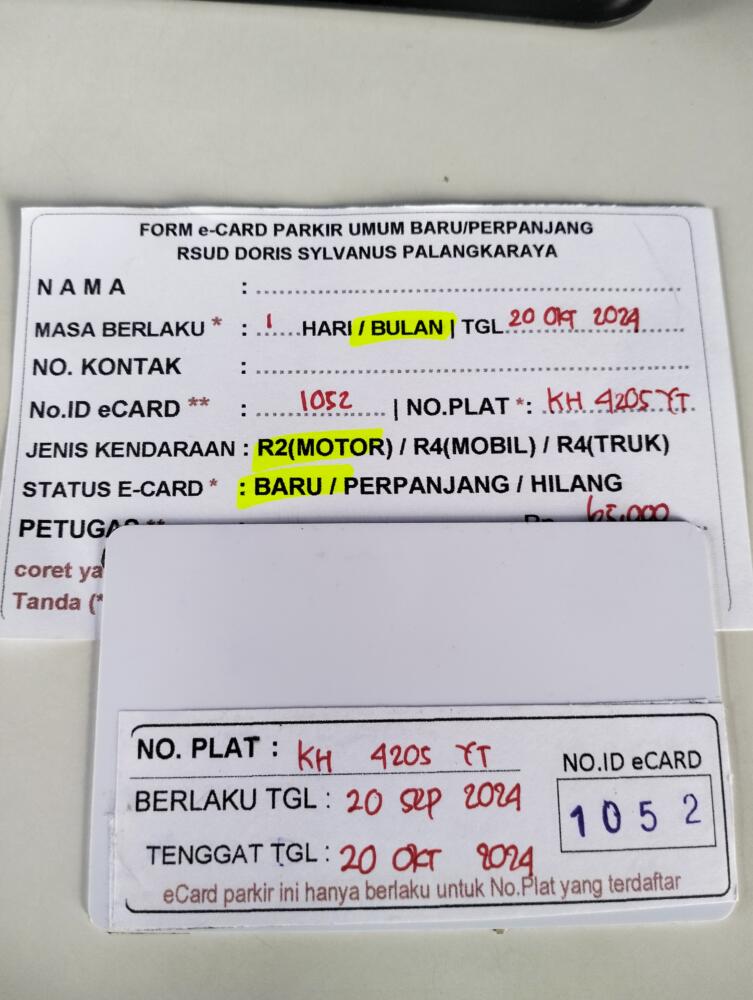 FORM e-CARD PARKIR UMUM BARU/PERPANJANG
RSUD DORIS SYLVANUS PALANGKARAYA
NAMA :
MASA BERLAKU * : 1 HARI / BULAN | TGL 20 Okt 2024
NO. KONTAK :
No.ID eCARD ** : 1052 | NO.PLAT * : KH 4205 YT
JENIS KENDARAAN : R2(MOTOR) / R4(MOBIL) / R4(TRUK)
STATUS E-CARD * : BARU / PERPANJANG / HILANG
PETUGAS ** Rp 65.000
coret ya
Tanda (*
NO. PLAT : KH 4205 YT
NO.ID eCARD
BERLAKU TGL : 20 Sep 2024
1052
TENGGAT TGL : 20 Okt 2024
eCard parkir ini hanya berlaku untuk No.Plat yang terdaftar